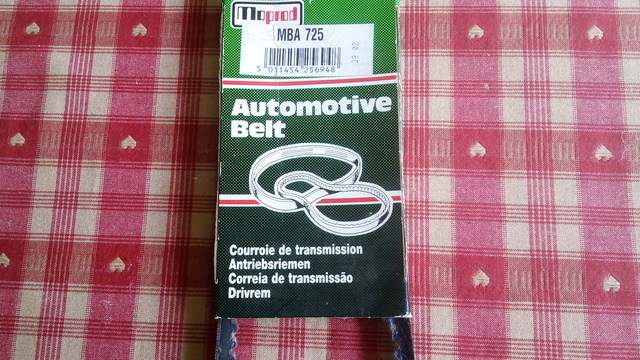 Moprod
MBA 725
5 011454 256948
39 02
Automotive
Belt
Courroie de transmission
Antriebsriemen
Correia de transmissão
Drivrem